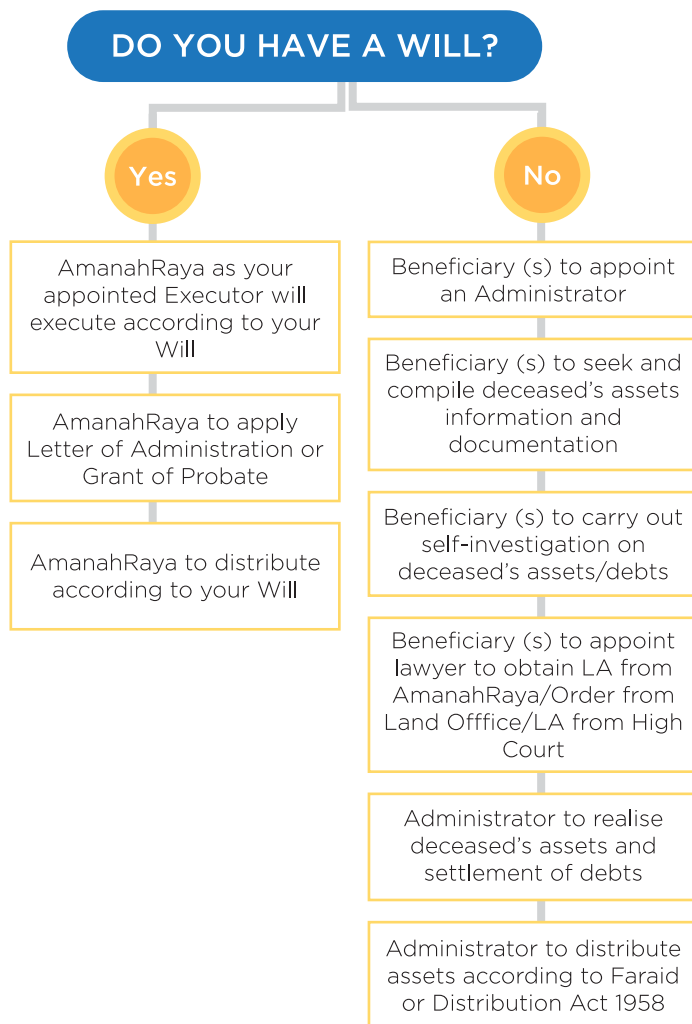 DO YOU HAVE A WILL?
Yes
AmanahRaya as your
appointed Executor will
execute according to your
Will
AmanahRaya to apply
Letter of Administration or
Grant of Probate
AmanahRaya to distribute
according to your Will
No
Beneficiary (s) to appoint
an Administrator
Beneficiary (s) to seek and
compile deceased's assets
information and
documentation
Beneficiary (s) to carry out
self-investigation on
deceased's assets/debts
Beneficiary (s) to appoint
lawyer to obtain LA from
AmanahRaya/Order from
Land Offfice/LA from High
Court
Administrator to realise
deceased's assets and
settlement of debts
Administrator to distribute
assets according to Faraid
or Distribution Act 1958